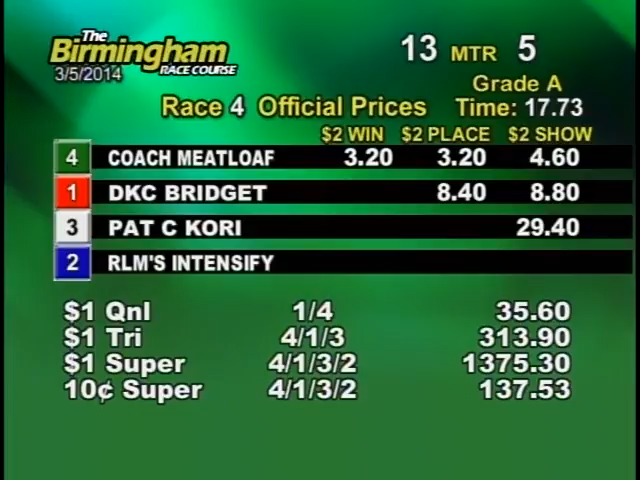 The
Birmingham
RACE COURSE
3/5/2014
13 MTR 5
Grade A
Race 4 Official Prices Time: 17.73
$2 WIN $2 PLACE $2 SHOW
4 COACH MEATLOAF 3.20 3.20 4.60
1 DKC BRIDGET 8.40 8.80
3 PAT C KORI 29.40
2 RLM'S INTENSIFY
$1 Qnl 1/4 35.60
$1 Tri 4/1/3 313.90
$1 Super 4/1/3/2 1375.30
10¢ Super 4/1/3/2 137.53